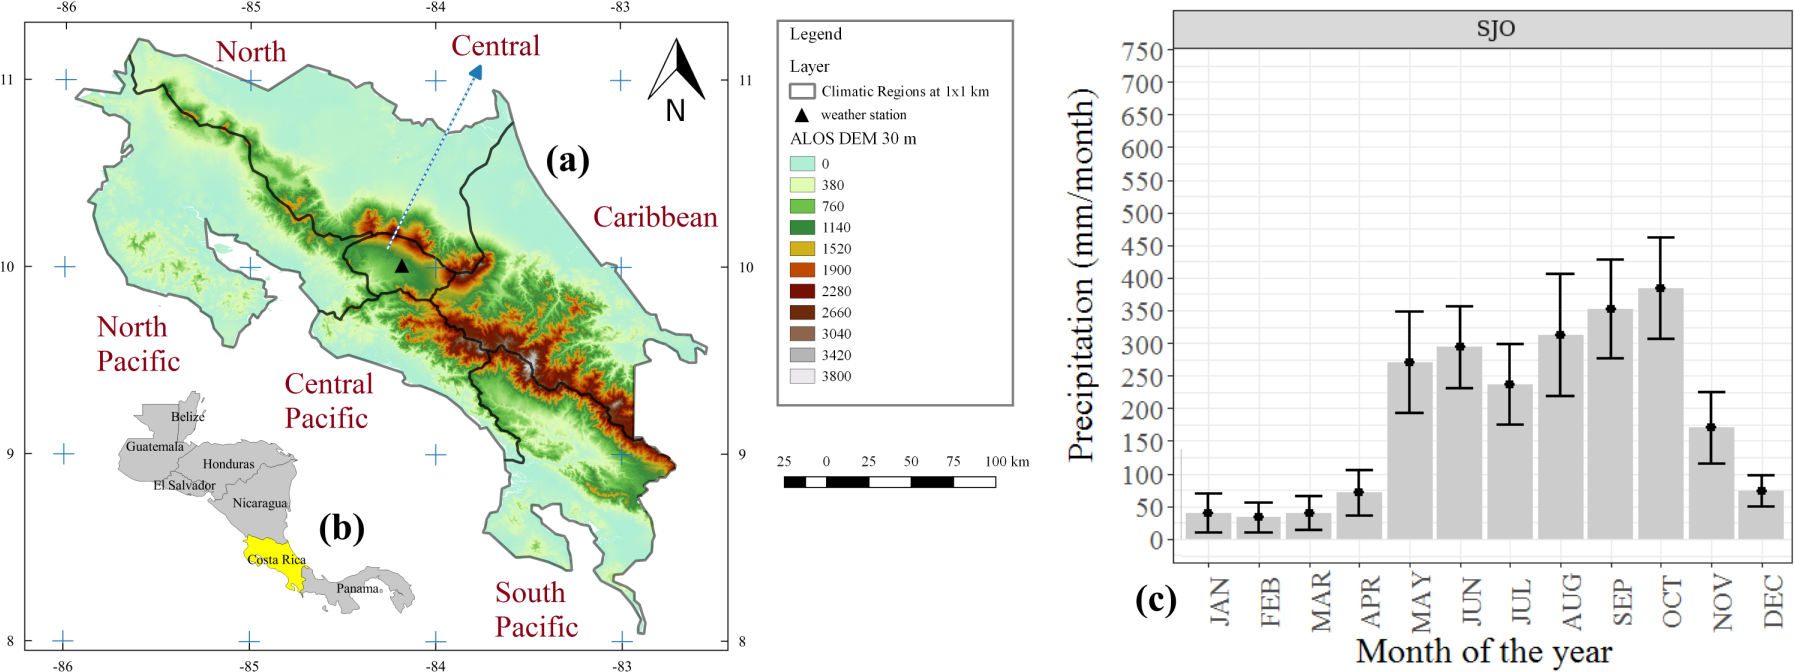 -86
-85
-84
-83
North
Central
11
11
(a)
Caribbean
10
10
North
Pacific
Central
Pacific
9
9
South
Pacific
8
8
-86
-85
-84
-83
N
Belize
Guatemala
Honduras
El Salvador
Nicaragua
(b)
Costa Rica
Panama
Legend
Layer
Climatic Regions at 1x1 km
weather station
ALOS DEM 30 m
0
380
760
1140
1520
1900
2280
2660
3040
3420
3800
25 0 25 50 75 100 km
SJO
Precipitation (mm/month)
750
700
650
600
550
500
450
400
350
300
250
200
150
100
50
0
(c)
JAN FEB MAR APR MAY JUN JUL AUG SEP OCT NOV DEC
Month of the year